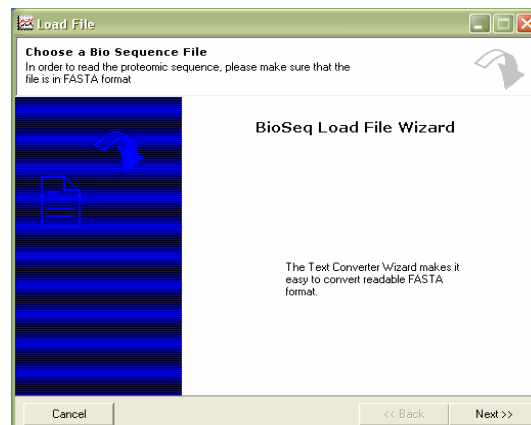 Load File
Choose a Bio Sequence File
In order to read the proteomic sequence, please make sure that the
file is in FASTA format
BioSeq Load File Wizard
The Text Converter Wizard makes it
easy to convert readable FASTA
format.
Cancel
<< Back
Next >>